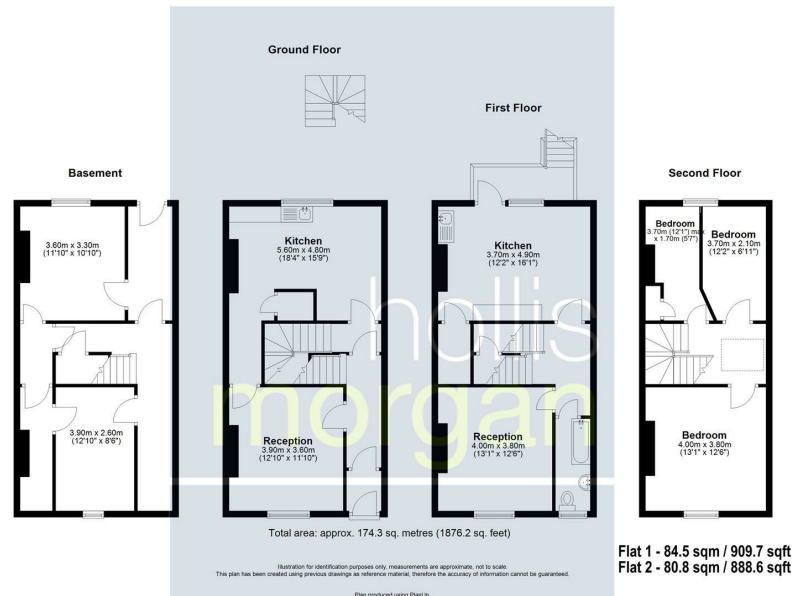 Ground Floor
First Floor
Basement
Second Floor
3.60m x 3.30m
(11'10" x 10'10")
Kitchen
5.60m x 4.80m
(18'4" x 15'9")
Kitchen
3.70m x 4.90m
(12'2" x 16'1")
Bedroom
3.70m (12'1") max
x 1.70m (5'7")
Bedroom
3.70m x 2.10m
(12'2" x 6'11")
hollis
morgan
3.90m x 2.60m
(12'10" x 8'6")
Reception
3.90m x 3.60m
(12'10" x 11'10")
Reception
4.00m x 3.80m
(13'1" x 12'6")
Bedroom
4.00m x 3.80m
(13'1" x 12'6")
Total area: approx. 174.3 sq. metres (1876.2 sq. feet)
Flat 1 - 84.5 sqm / 909.7 sqft
Flat 2 - 80.8 sqm / 888.6 sqft
Illustration for identification purposes only, measurements are approximate, not to scale.
This plan has been created using previous drawings as reference material, therefore the accuracy of information cannot be guaranteed.
Plan produced using PlanUp.